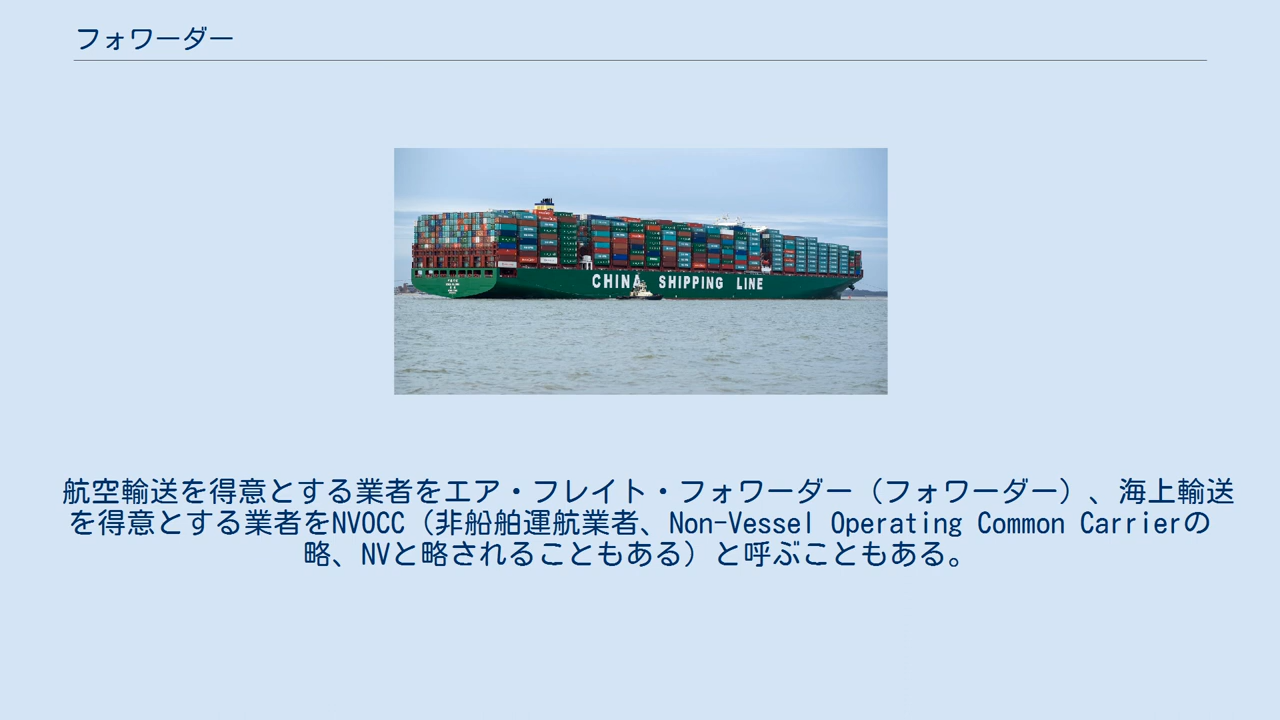 フォワーダー
CHINA SHIPPING LINE
航空輸送を得意とする業者をエア・フレイト・フォワーダー（フォワーダー）、海上輸送
を得意とする業者をNVOCC（非船舶運航業者、Non-Vessel Operating Common Carrierの
略、NVと略されることもある）と呼ぶこともある。